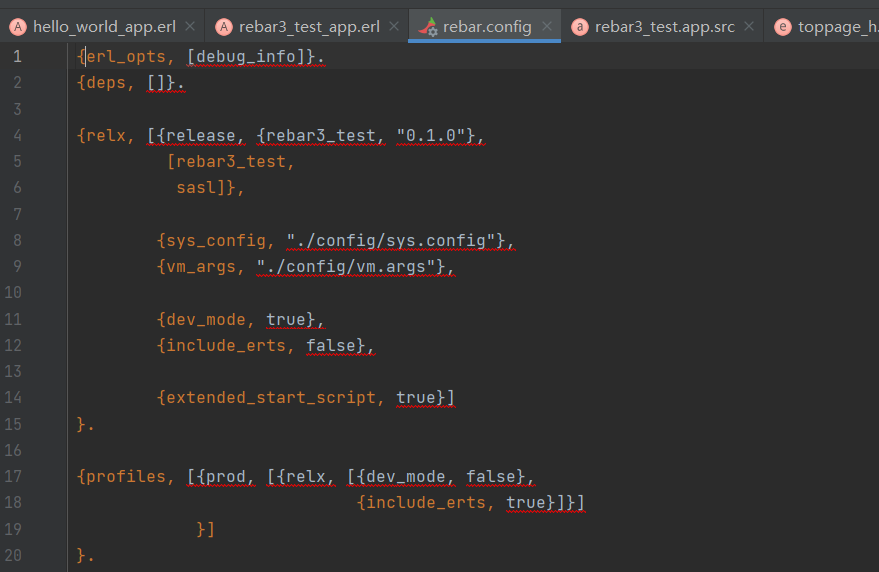 hello_world_app.erl rebar3_test_app.erl rebar.config rebar3_test.app.src toppage_h
1 {erl_opts, [debug_info]}.
2 {deps, []}.
3
4 {relx, [{release, {rebar3_test, "0.1.0"},
5 [rebar3_test,
6 sasl]},
7
8 {sys_config, "./config/sys.config"},
9 {vm_args, "./config/vm.args"},
10
11 {dev_mode, true},
12 {include_erts, false},
13
14 {extended_start_script, true}]
15 }.
16
17 {profiles, [{prod, [{relx, [{dev_mode, false},
18 {include_erts, true}]}]
19 }]
20 }.